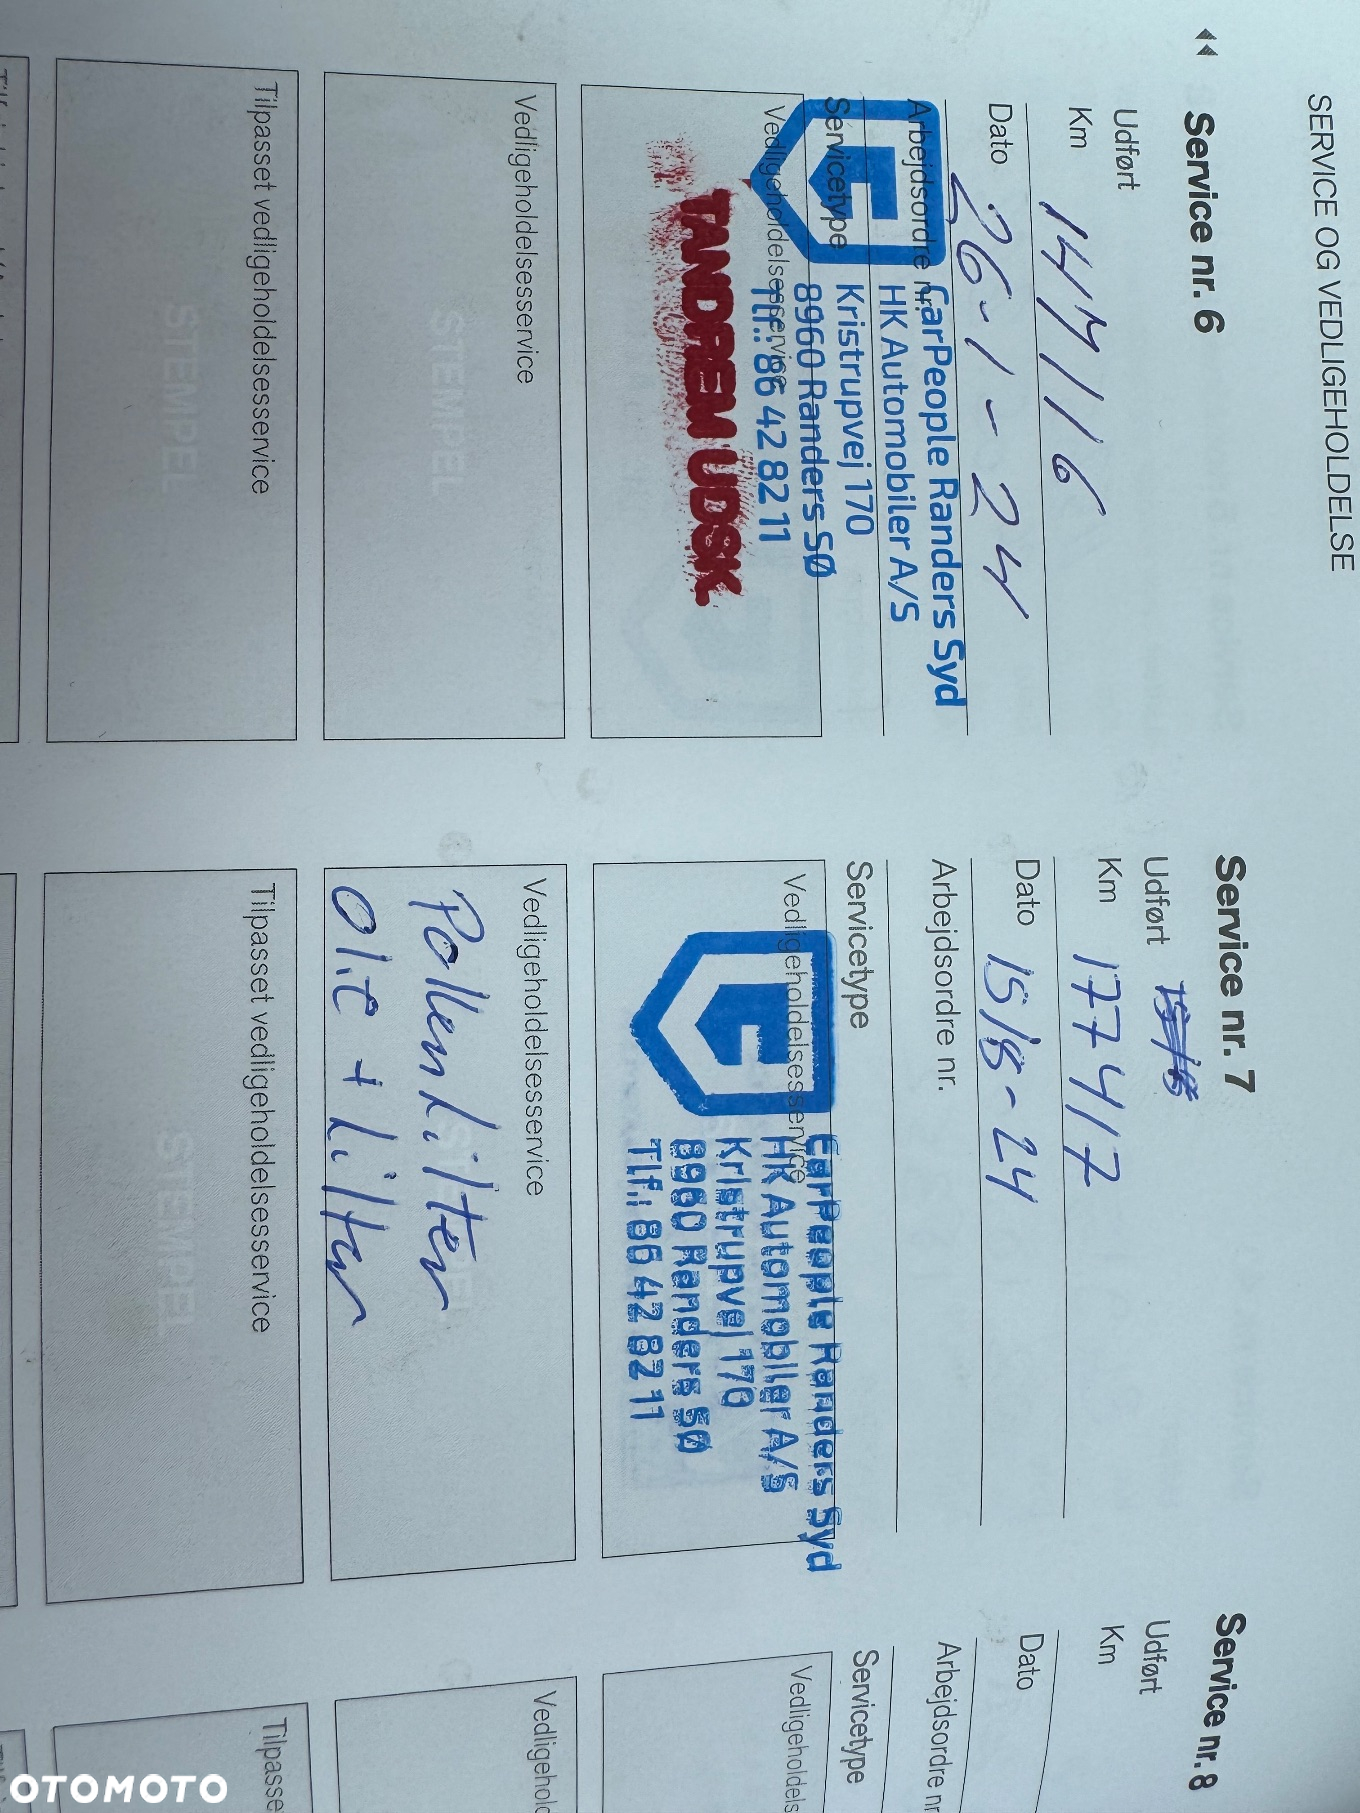 SERVICE OG VEDLIGEHOLDELSE
Service nr. 6
Udført
Km 147116
Dato 26-1-24
Arbejdsordre nr.
Servicetype
Vedligeholdelsesservice
CarPeople Randers Syd
HK Automobiler A/S
Kristrupvej 170
8960 Randers SØ
Tlf.: 86 42 82 11
TANDREM UDSK.
Vedligeholdelsesservice
STEMPEL
Tilpasset vedligeholdelsesservice
STEMPEL
Service nr. 7
Udført
Km 177417
Dato 15/8-24
Arbejdsordre nr.
Servicetype
Vedligeholdelsesservice
CarPeople Randers Syd
HK Automobiler A/S
Kristrupvej 170
8960 Randers SØ
Tlf.: 86 42 82 11
Vedligeholdelsesservice
Pollenfilter
Olie + filter
Tilpasset vedligeholdelsesservice
STEMPEL
Service nr. 8
Udført
Km
Dato
Arbejdsordre nr
Servicetype
Vedligeholdels
Vedligeholc
Tilpasse
OTOMOTO